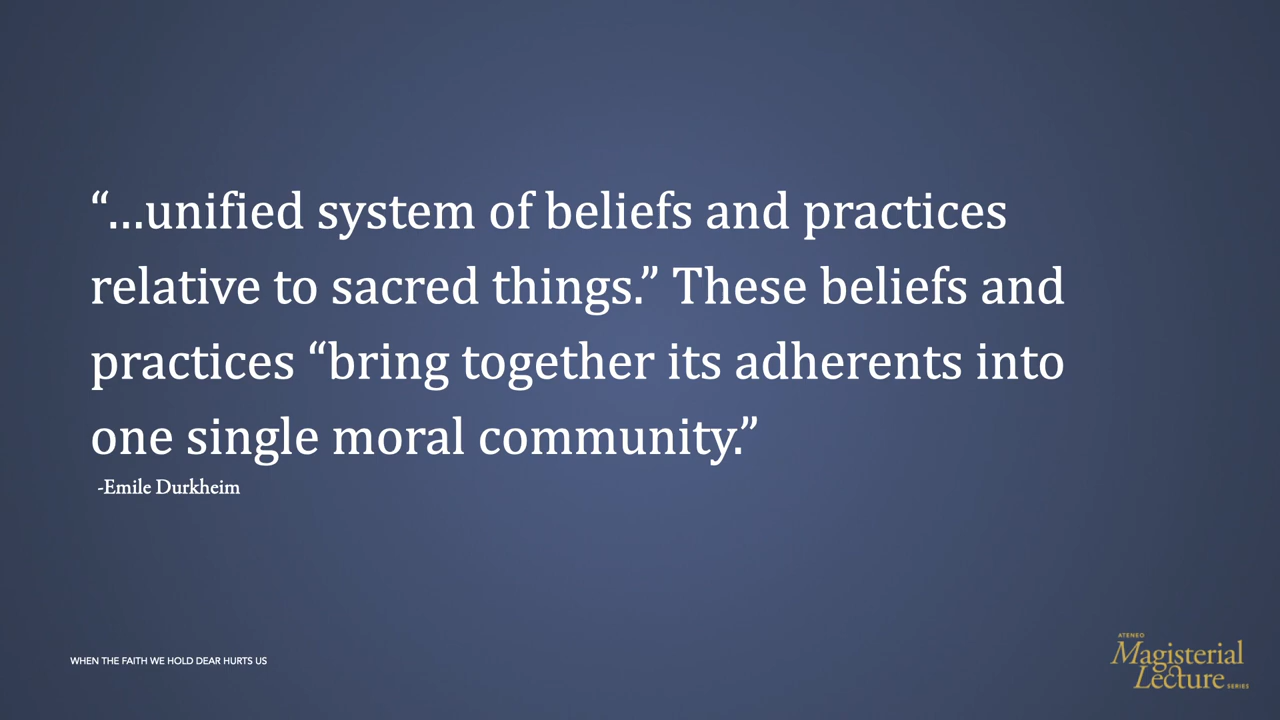 “…unified system of beliefs and practices
relative to sacred things.” These beliefs and
practices “bring together its adherents into
one single moral community.”
-Emile Durkheim
WHEN THE FAITH WE HOLD DEAR HURTS US
ATENEO
Magisterial
Lecture SERIES